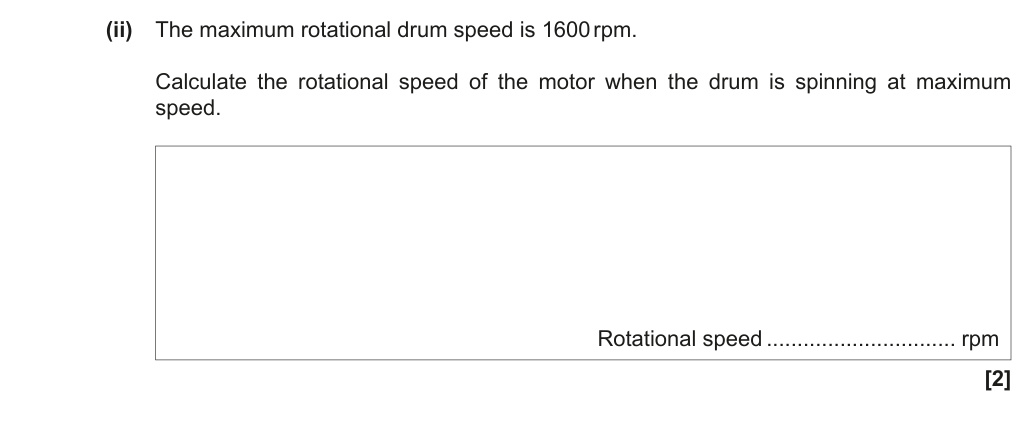 (ii) The maximum rotational drum speed is 1600 rpm.
Calculate the rotational speed of the motor when the drum is spinning at maximum
speed.
Rotational speed ............................... rpm
[2]